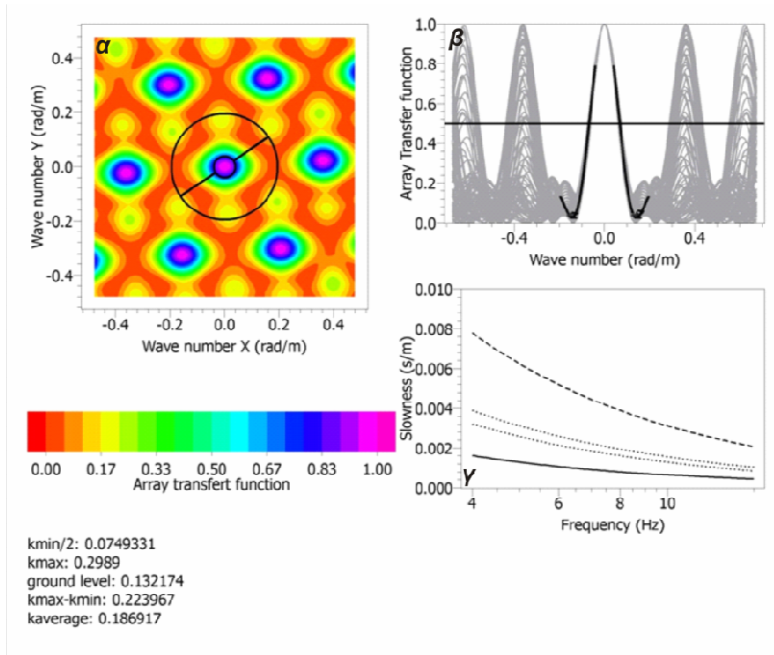 α
0.4
0.2
0.0
-0.2
-0.4
Wave number Y (rad/m)
-0.4 -0.2 0.0 0.2 0.4
Wave number X (rad/m)
β
1.0
0.8
0.6
0.4
0.2
0.0
Array Transfer function
-0.4 0.0 0.4
Wave number (rad/m)
0.010
0.008
0.006
0.004
0.002
0.000
Slowness (s/m)
γ
4 6 8 10
Frequency (Hz)
0.00 0.17 0.33 0.50 0.67 0.83 1.00
Array transfert function
kmin/2: 0.0749331
kmax: 0.2989
ground level: 0.132174
kmax-kmin: 0.223967
kaverage: 0.186917